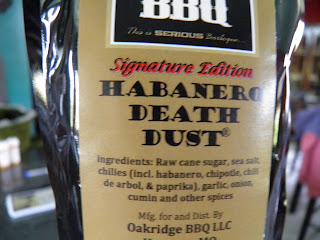 BBQ
This is SERIOUS Barbeque...
Signature Edition
HABANERO
DEATH
DUST®
ingredients: Raw cane sugar, sea salt,
chilies (incl. habanero, chipotle, chili
de arbol, & paprika), garlic, onion,
cumin and other spices
Mfg. for and Dist. By
Oakridge BBQ LLC